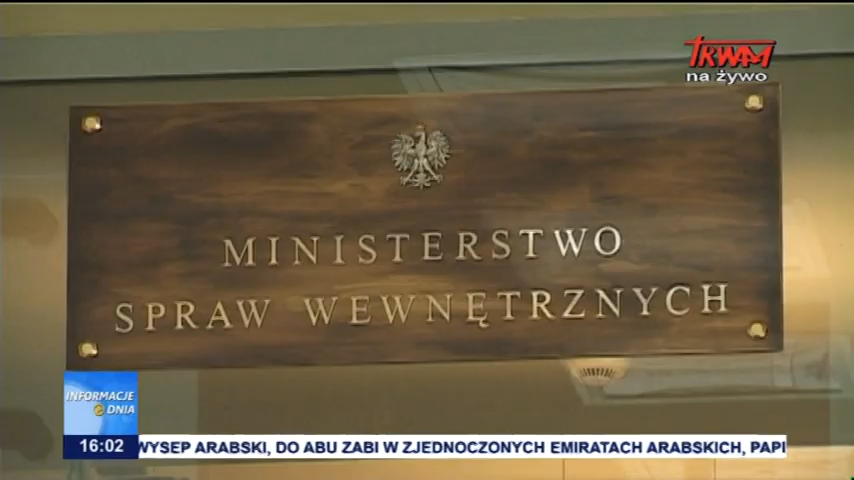 TRWAM
na żywo
MINISTERSTWO
SPRAW WEWNĘTRZNYCH
INFORMACJE
DNIA
16:02
WYSEP ARABSKI, DO ABU ZABI W ZJEDNOCZONYCH EMIRATACH ARABSKICH, PAPI